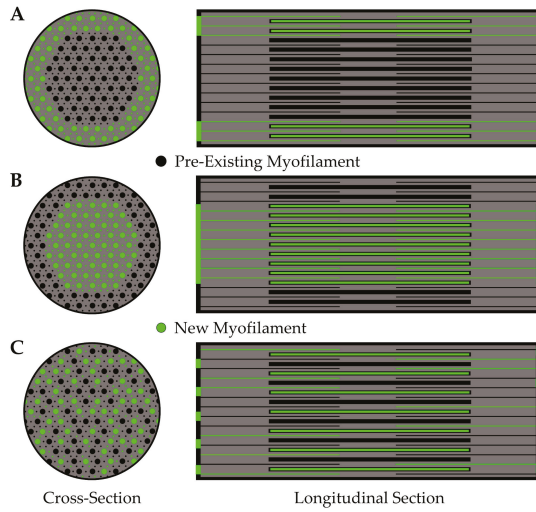 A
Pre-Existing Myofilament
B
New Myofilament
C
Cross-Section
Longitudinal Section